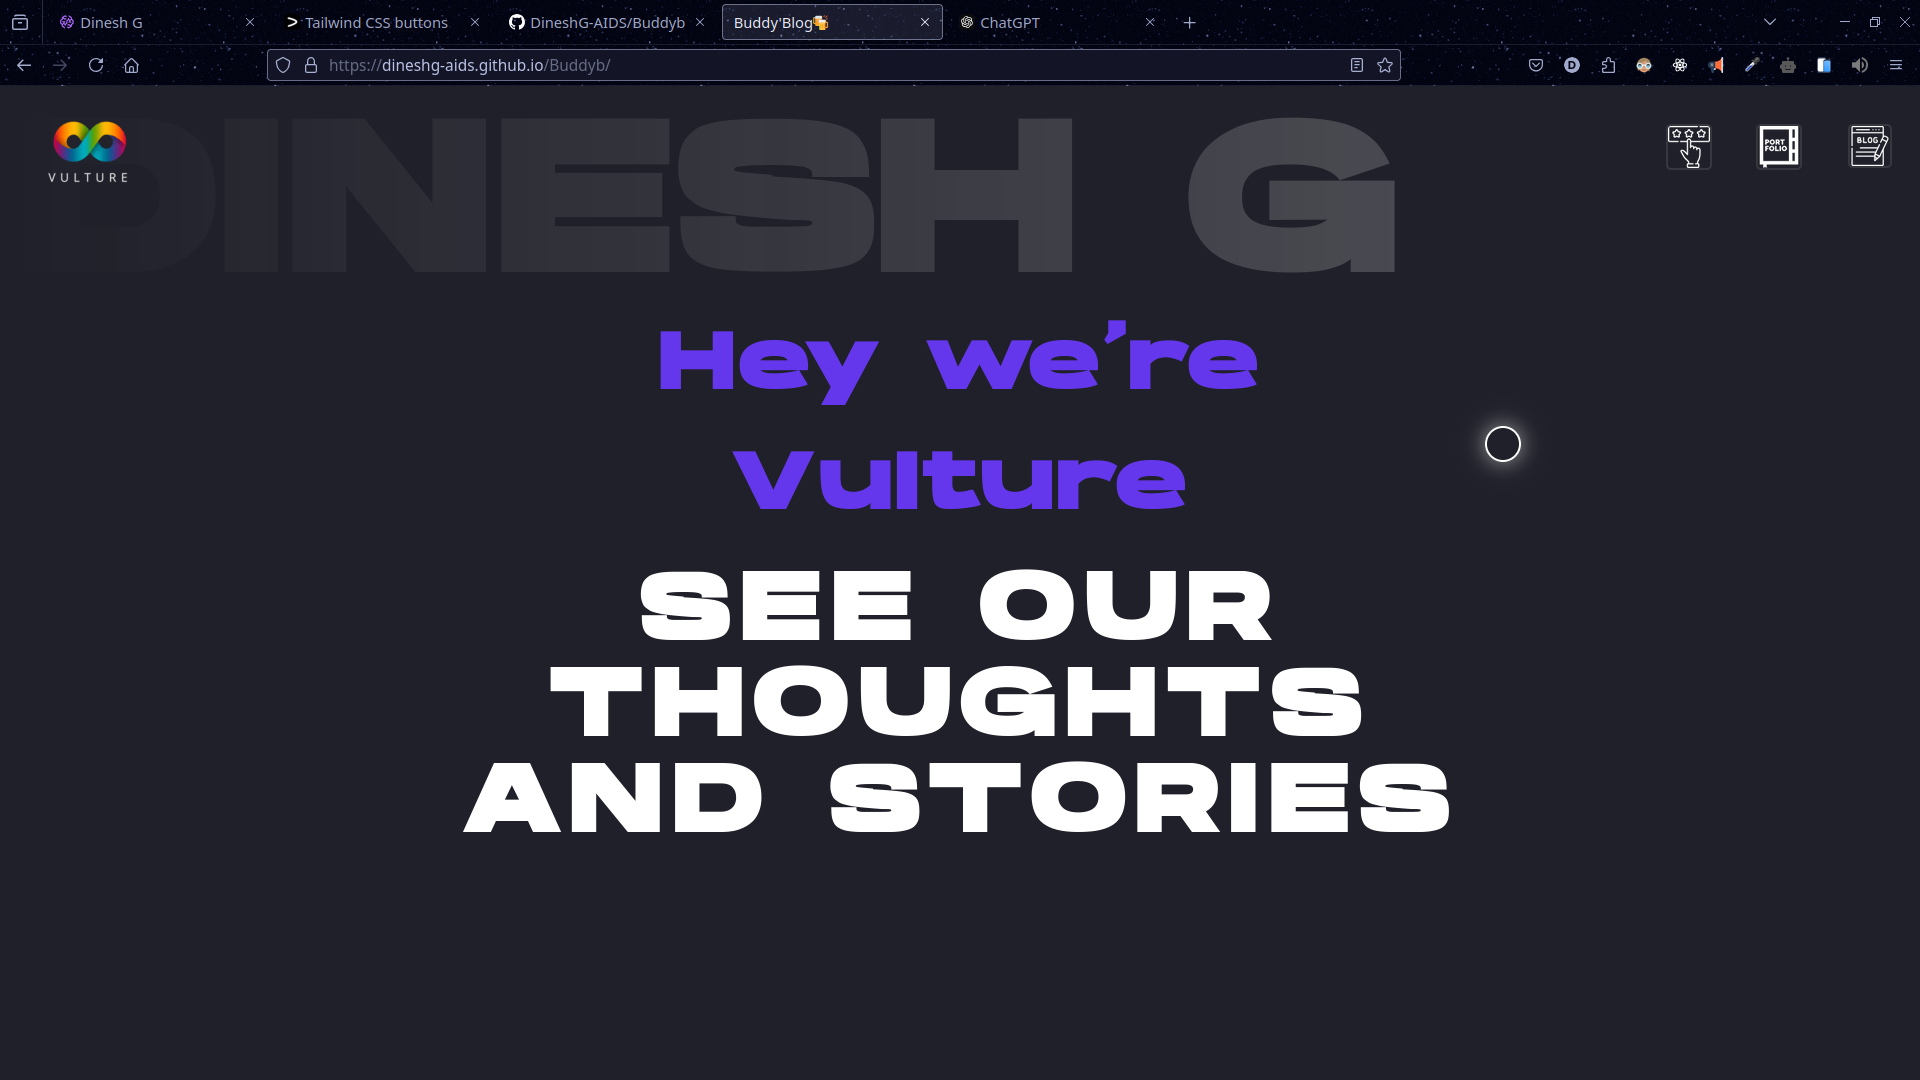 Dinesh G
Tailwind CSS buttons
DineshG-AIDS/Buddyb
Buddy'Blog🍻
ChatGPT
https://dineshg-aids.github.io/Buddyb/
D
VULTURE
DINESH G
PORT
FOLIO
BLOG
Hey we're
Vulture
SEE OUR
THOUGHTS
AND STORIES